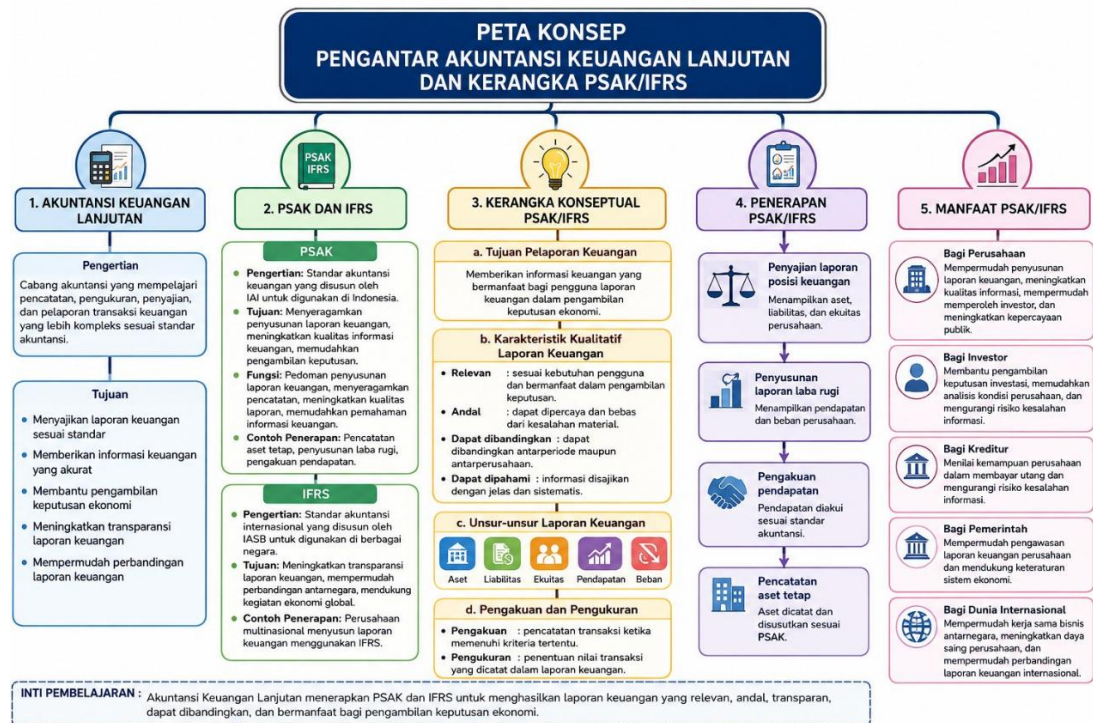 PETA KONSEP
PENGANTAR AKUNTANSI KEUANGAN LANJUTAN
DAN KERANGKA PSAK/IFRS
1. AKUNTANSI KEUANGAN
LANJUTAN
Pengertian
Cabang akuntansi yang mempelajari
pencatatan, pengukuran, penyajian,
dan pelaporan transaksi keuangan
yang lebih kompleks sesuai standar
akuntansi.
Tujuan
• Menyajikan laporan keuangan
sesuai standar
• Memberikan informasi keuangan
yang akurat
• Membantu pengambilan
keputusan ekonomi
• Meningkatkan transparansi
laporan keuangan
• Mempermudah perbandingan
laporan keuangan
PSAK
IFRS
2. PSAK DAN IFRS
PSAK
• Pengertian: Standar akuntansi
keuangan yang disusun oleh
IAI untuk digunakan di Indonesia.
• Tujuan: Menyeragamkan
penyusunan laporan keuangan,
meningkatkan kualitas informasi
keuangan, memudahkan
pengambilan keputusan.
• Fungsi: Pedoman penyusunan
laporan keuangan, menyeragamkan
pencatatan, meningkatkan kualitas
laporan, memudahkan pemahaman
informasi keuangan.
• Contoh Penerapan: Pencatatan
aset tetap, penyusunan laba rugi,
pengakuan pendapatan.
IFRS
• Pengertian: Standar akuntansi
internasional yang disusun oleh
IASB untuk digunakan di berbagai
negara.
• Tujuan: Meningkatkan transparansi
laporan keuangan, mempermudah
perbandingan antarnegara, mendukung
kegiatan ekonomi global.
• Contoh Penerapan: Perusahaan
multinasional menyusun laporan
keuangan menggunakan IFRS.
3. KERANGKA KONSEPTUAL
PSAK/IFRS
a. Tujuan Pelaporan Keuangan
Memberikan informasi keuangan yang
bermanfaat bagi pengguna laporan
keuangan dalam pengambilan
keputusan ekonomi.
b. Karakteristik Kualitatif
Laporan Keuangan
• Relevan : sesuai kebutuhan pengguna
dan bermanfaat dalam pengambilan
keputusan.
• Andal : dapat dipercaya dan bebas
dari kesalahan material.
• Dapat dibandingkan : dapat
dibandingkan antarperiode maupun
antarperusahaan.
• Dapat dipahami : informasi disajikan
dengan jelas dan sistematis.
c. Unsur-unsur Laporan Keuangan
Aset Liabilitas Ekuitas Pendapatan Beban
d. Pengakuan dan Pengukuran
• Pengakuan : pencatatan transaksi ketika
memenuhi kriteria tertentu.
• Pengukuran : penentuan nilai transaksi
yang dicatat dalam laporan keuangan.
4. PENERAPAN
PSAK/IFRS
Penyajian laporan
posisi keuangan
Menampilkan aset,
liabilitas, dan ekuitas
perusahaan.
Penyusunan
laporan laba rugi
Menampilkan pendapatan
dan beban perusahaan.
Pengakuan
pendapatan
Pendapatan diakui
sesuai standar
akuntansi.
Pencatatan
aset tetap
Aset dicatat dan
disusutkan sesuai
PSAK.
5. MANFAAT PSAK/IFRS
Bagi Perusahaan
Mempermudah penyusunan
laporan keuangan, meningkatkan
kualitas informasi, mempermudah
memperoleh investor, dan
meningkatkan kepercayaan
publik.
Bagi Investor
Membantu pengambilan
keputusan investasi, memudahkan
analisis kondisi perusahaan, dan
mengurangi risiko kesalahan
informasi.
Bagi Kreditur
Menilai kemampuan perusahaan
dalam membayar utang dan
mengurangi risiko kesalahan
informasi.
Bagi Pemerintah
Mempermudah pengawasan
laporan keuangan perusahaan
dan mendukung keteraturan
sistem ekonomi.
Bagi Dunia Internasional
Mempermudah kerja sama bisnis
antarnegara, meningkatkan daya
saing perusahaan, dan
mempermudah perbandingan
laporan keuangan internasional.
INTI PEMBELAJARAN : Akuntansi Keuangan Lanjutan menerapkan PSAK dan IFRS untuk menghasilkan laporan keuangan yang relevan, andal, transparan,
dapat dibandingkan, dan bermanfaat bagi pengambilan keputusan ekonomi.